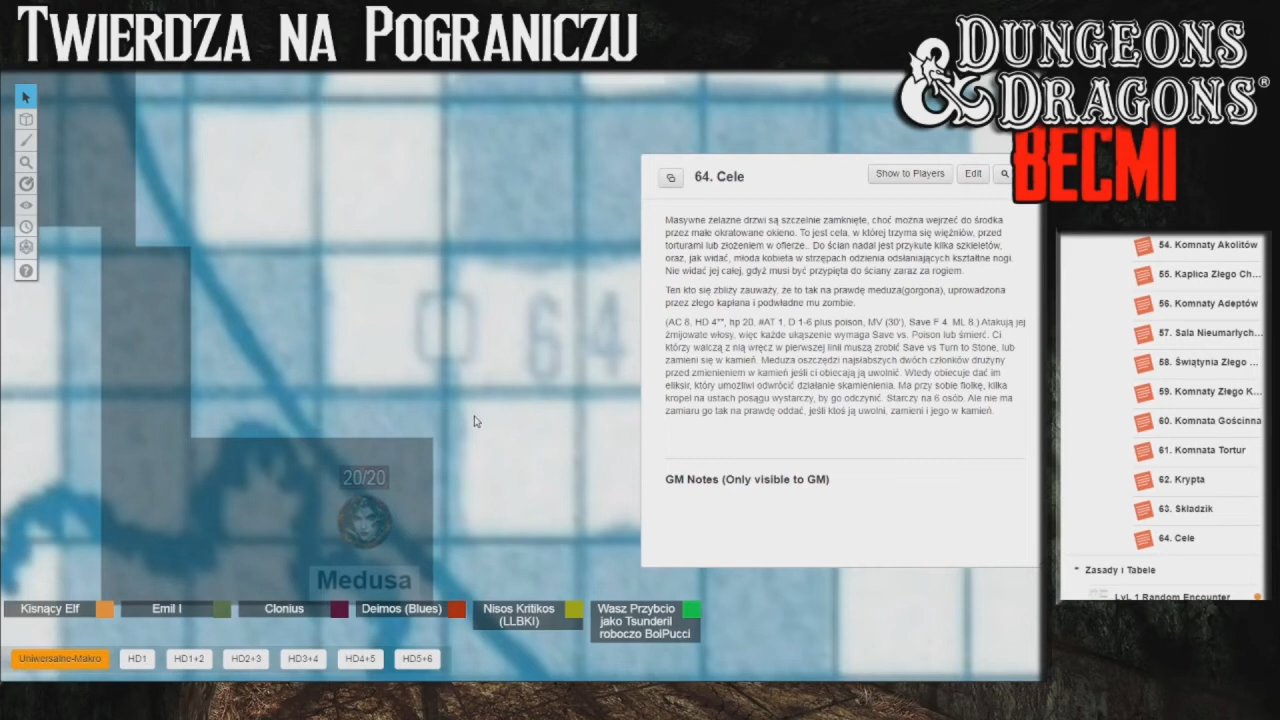 TWIERDZA NA POGRANICZU
DUNGEONS
&
DRAGONS®
BECMI
64. Cele
Show to Players
Edit
Masywne żelazne drzwi są szczelnie zamknięte, choć można wejrzeć do środka
przez małe okratowane okieno. To jest cela, w której trzyma się więźniów, przed
torturami lub złożeniem w ofierze.. Do ścian nadal jest przykute kilka szkieletów,
oraz, jak widać, młoda kobieta w strzępach odzienia odsłaniających kształtne nogi.
Nie widać jej całej, gdyż musi być przypięta do ściany zaraz za rogiem.
Ten kto się zbliży zauważy, że to tak na prawdę meduza(gorgona), uprowadzona
przez złego kapłana i podwładne mu zombie.
(AC 8, HD 4**, hp 20, #AT 1, D 1-6 plus poison, MV (30'), Save F 4. ML 8.) Atakują jej
żmijowate włosy, więc każde ukąszenie wymaga Save vs. Poison lub śmierć. Ci
którzy walczą z nią wręcz w pierwszej linii muszą zrobić Save vs Turn to Stone, lub
zamieni się w kamień. Meduza oszczędzi najsłabszych dwóch członków drużyny
przed zmienieniem w kamień jeśli ci obiecają ją uwolnić. Wtedy obiecuje dać im
eliksir, który umożliwi odwrócić działanie skamienienia. Ma przy sobie fiolkę, kilka
kropel na ustach posągu wystarczy, by go odczynić. Starczy na 6 osób. Ale nie ma
zamiaru go tak na prawdę oddać, jeśli ktoś ją uwolni, zamieni i jego w kamień.
GM Notes (Only visible to GM)
54. Komnaty Akolitów
55. Kaplica Złego Ch...
56. Komnaty Adeptów
57. Sala Nieumarłych...
58. Świątynia Złego ...
59. Komnaty Złego K...
60. Komnata Gościnna
61. Komnata Tortur
62. Krypta
63. Składzik
64. Cele
Zasady i Tabele
LvL 1 Random Encounter
64
20/20
Medusa
Kisnący Elf
Emil I
Clonius
Deimos (Blues)
Nisos Kritikos
(LLBKI)
Wasz Przybcio
jako Tsunderil
roboczo BoiPucci
Uniwersalne-Makro
HD1
HD1+2
HD2+3
HD3+4
HD4+5
HD5+6